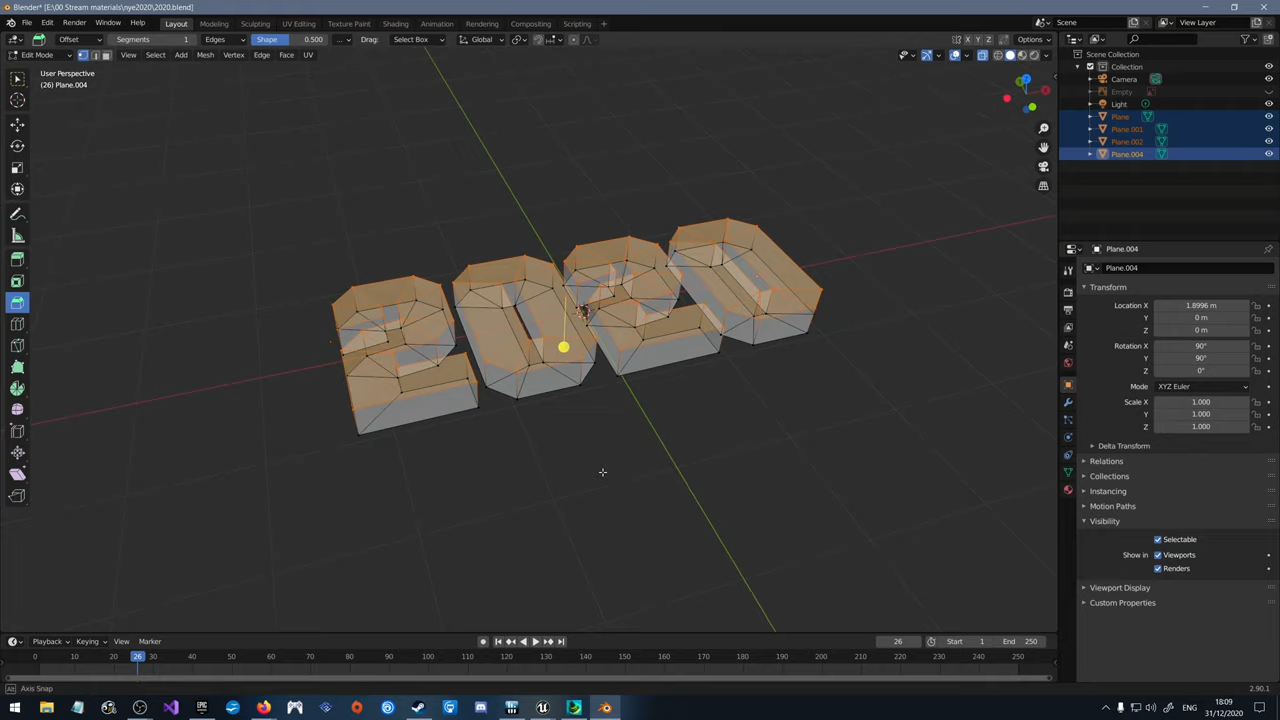 Blender* [E:\00 Stream materials\nye2020\2020.blend]
File Edit Render Window Help Layout Modeling Sculpting UV Editing Texture Paint Shading Animation Rendering Compositing Scripting Scene View Layer
Offset Segments 1 Edges Shape 0.500 ... Drag: Select Box Global X Y Z Options
Edit Mode View Select Add Mesh Vertex Edge Face UV
User Perspective
(26) Plane.004
Scene Collection
Collection
Camera
Empty
Light
Plane
Plane.001
Plane.002
Plane.004
Plane.004
Plane.004
Transform
Location X 1.8996 m
Y 0 m
Z 0 m
Rotation X 90°
Y 90°
Z 0°
Mode XYZ Euler
Scale X 1.000
Y 1.000
Z 1.000
Delta Transform
Relations
Collections
Instancing
Motion Paths
Visibility
Selectable
Show in Viewports
Renders
Viewport Display
Custom Properties
Playback Keying View Marker 26 Start 1 End 250
0 10 20 26 30 40 50 60 70 80 90 100 110 120 130 140 150 160 170 180 190 200 210 220 230 240 250
Axis Snap 2.90.1
ENG 18:09
31/12/2020